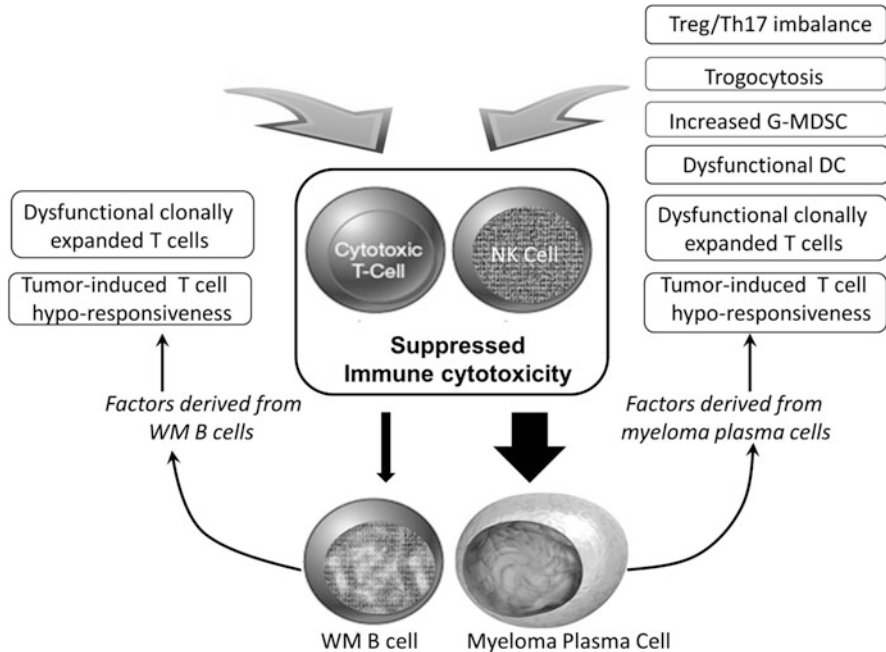 Treg/Th17 imbalance
Trogocytosis
Increased G-MDSC
Dysfunctional DC
Dysfunctional clonally
expanded T cells
Tumor-induced T cell
hypo-responsiveness
Dysfunctional clonally
expanded T cells
Tumor-induced T cell
hypo-responsiveness
Cytotoxic
T-Cell
NK Cell
Suppressed
Immune cytotoxicity
Factors derived from
WM B cells
Factors derived from
myeloma plasma cells
WM B cell
Myeloma Plasma Cell